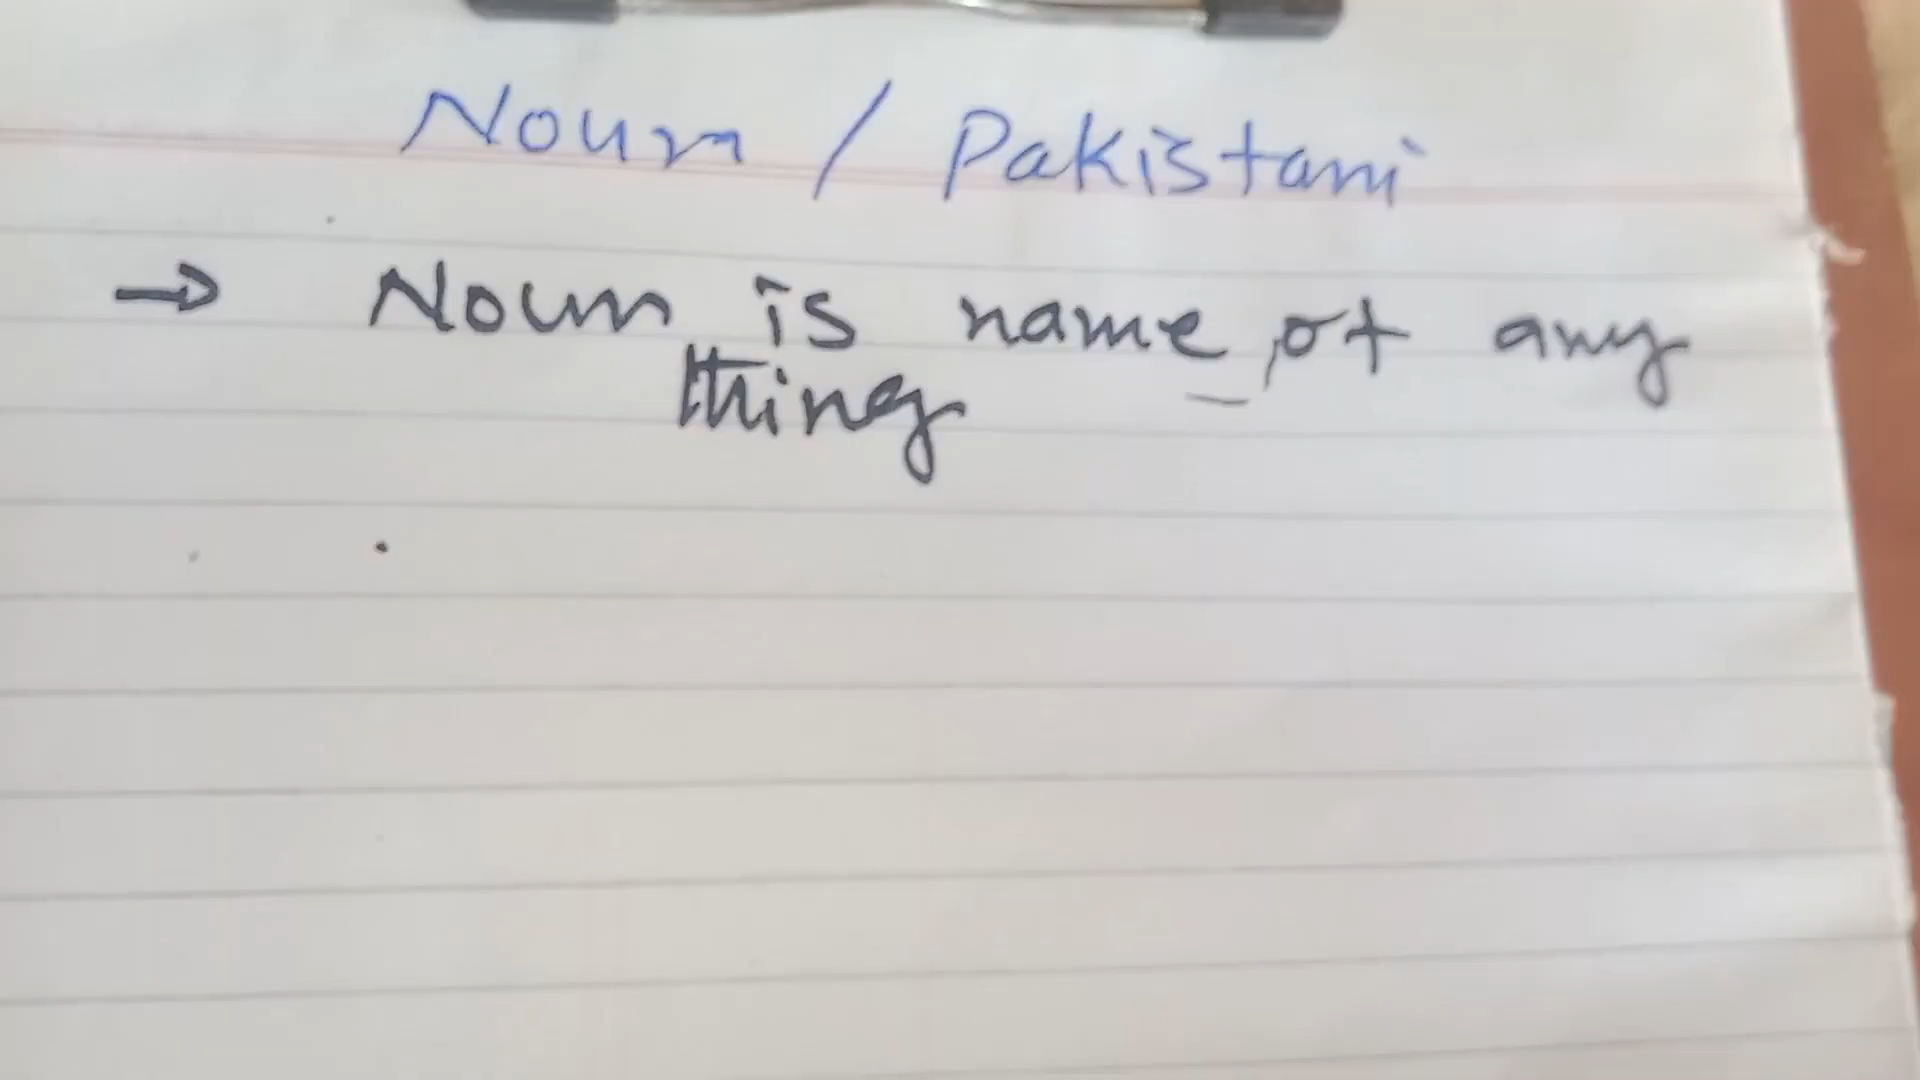 Noun / Pakistani
→ Noun is name of any
thing